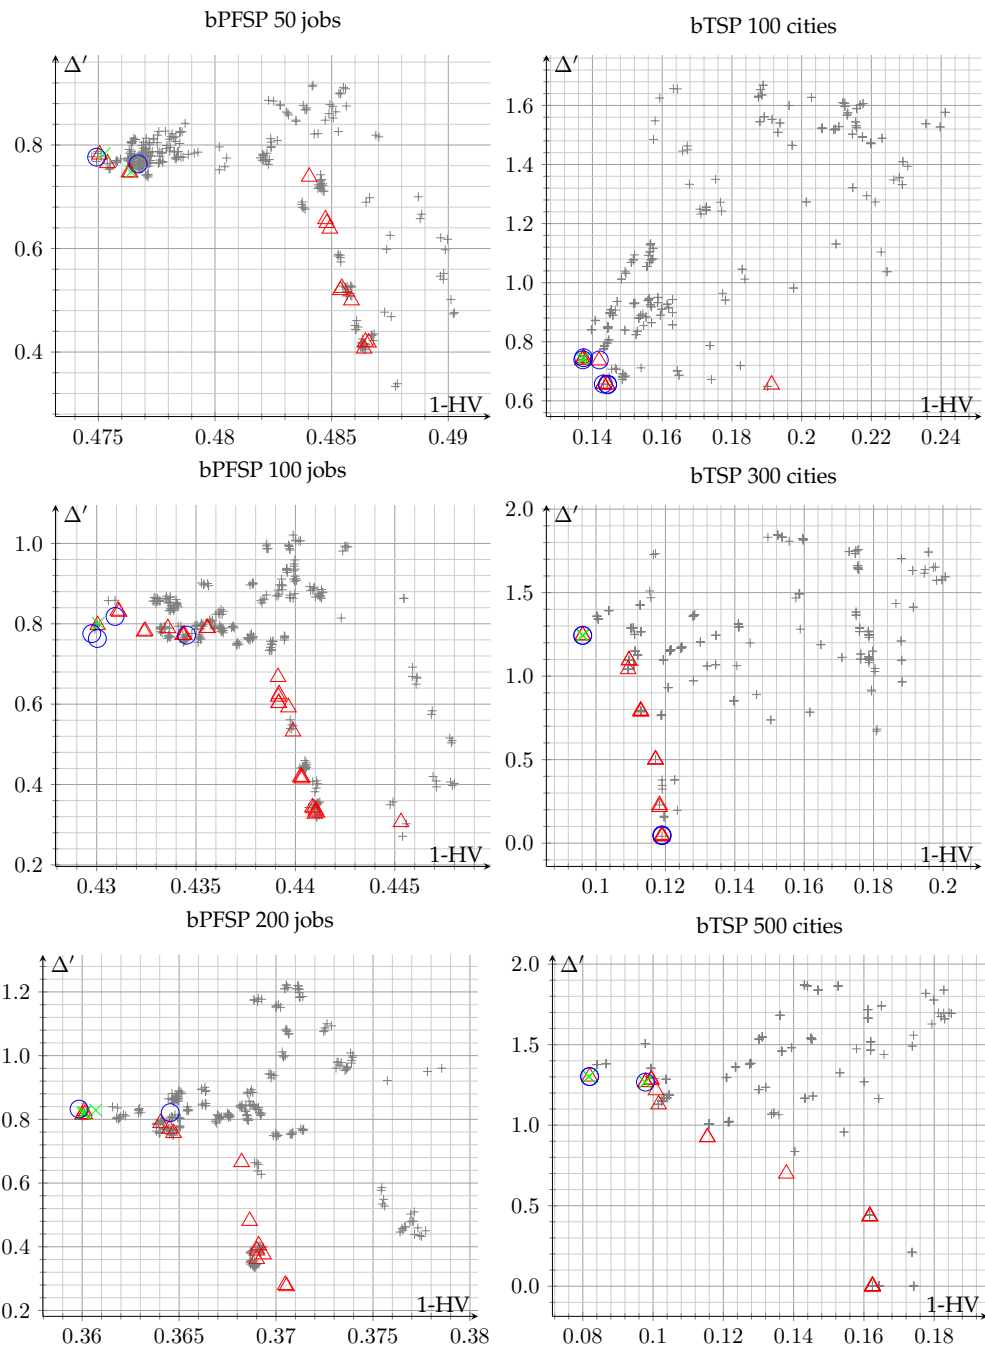 bPFSP 50 jobs
Δ′
0.8
0.6
0.4
1-HV
0.475 0.48 0.485 0.49
bTSP 100 cities
Δ′
1.6
1.4
1.2
1.0
0.8
0.6
1-HV
0.14 0.16 0.18 0.2 0.22 0.24
bPFSP 100 jobs
Δ′
1.0
0.8
0.6
0.4
0.2
1-HV
0.43 0.435 0.44 0.445
bTSP 300 cities
2.0
Δ′
1.5
1.0
0.5
0.0
1-HV
0.1 0.12 0.14 0.16 0.18 0.2
bPFSP 200 jobs
Δ′
1.2
1.0
0.8
0.6
0.4
0.2
1-HV
0.36 0.365 0.37 0.375 0.38
bTSP 500 cities
2.0
Δ′
1.5
1.0
0.5
0.0
1-HV
0.08 0.1 0.12 0.14 0.16 0.18